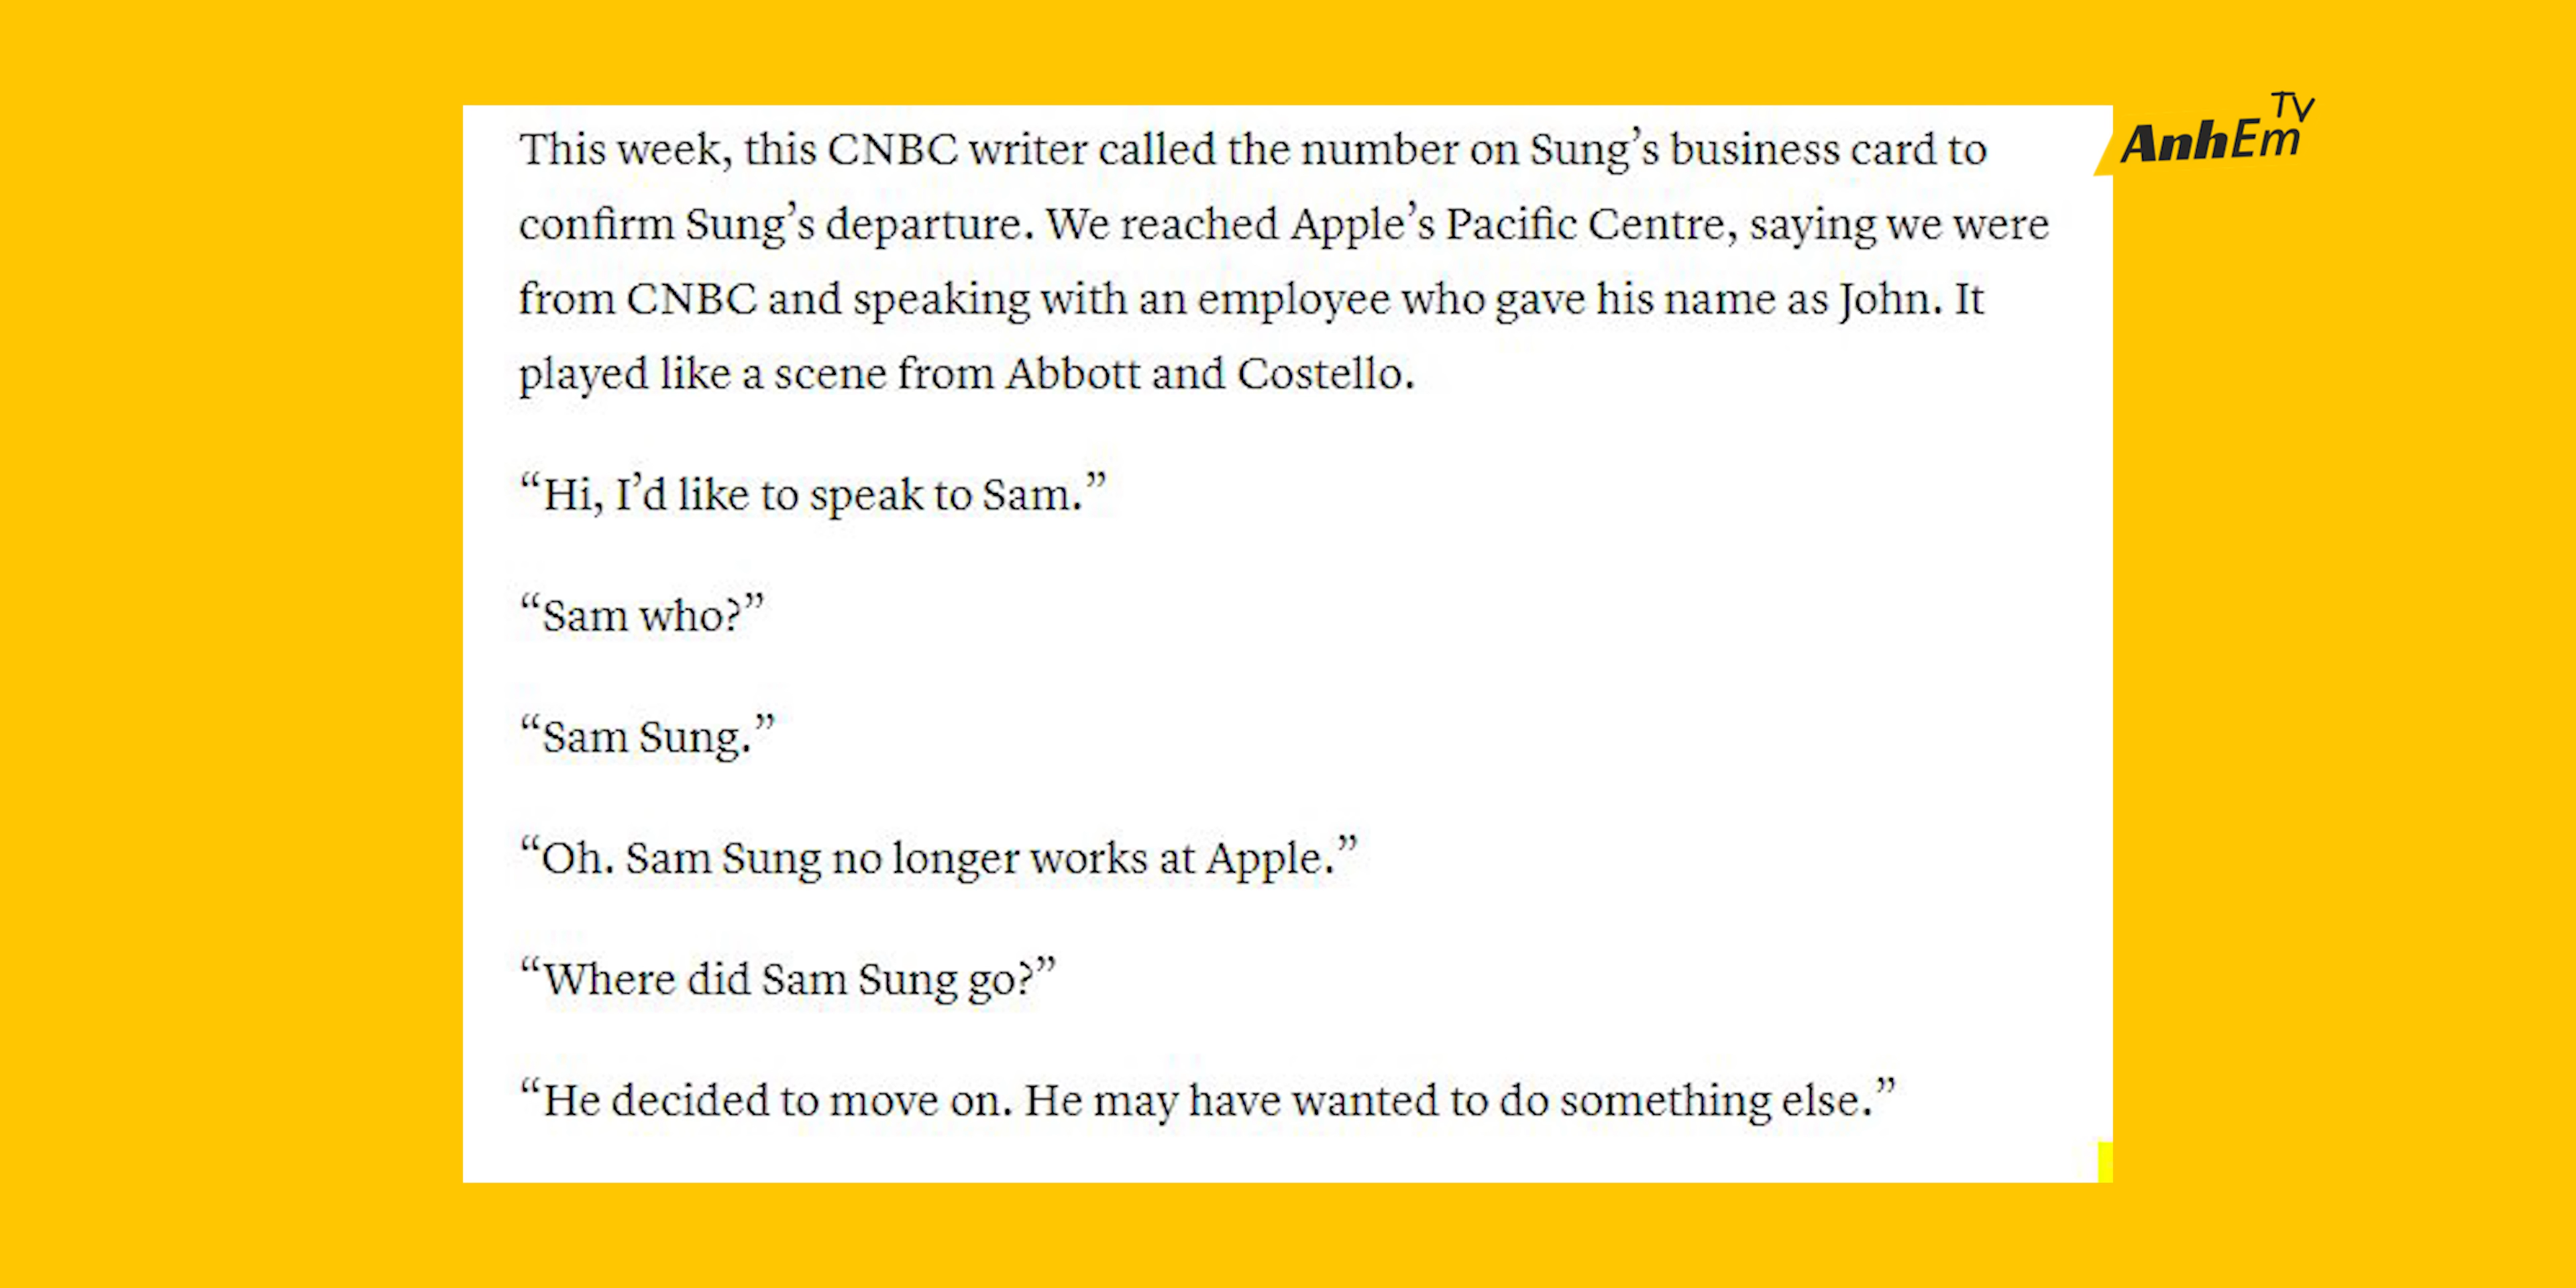 This week, this CNBC writer called the number on Sung’s business card to
confirm Sung’s departure. We reached Apple’s Pacific Centre, saying we were
from CNBC and speaking with an employee who gave his name as John. It
played like a scene from Abbott and Costello.
“Hi, I’d like to speak to Sam.”
“Sam who?”
“Sam Sung.”
“Oh. Sam Sung no longer works at Apple.”
“Where did Sam Sung go?”
“He decided to move on. He may have wanted to do something else.”
AnhEm TV